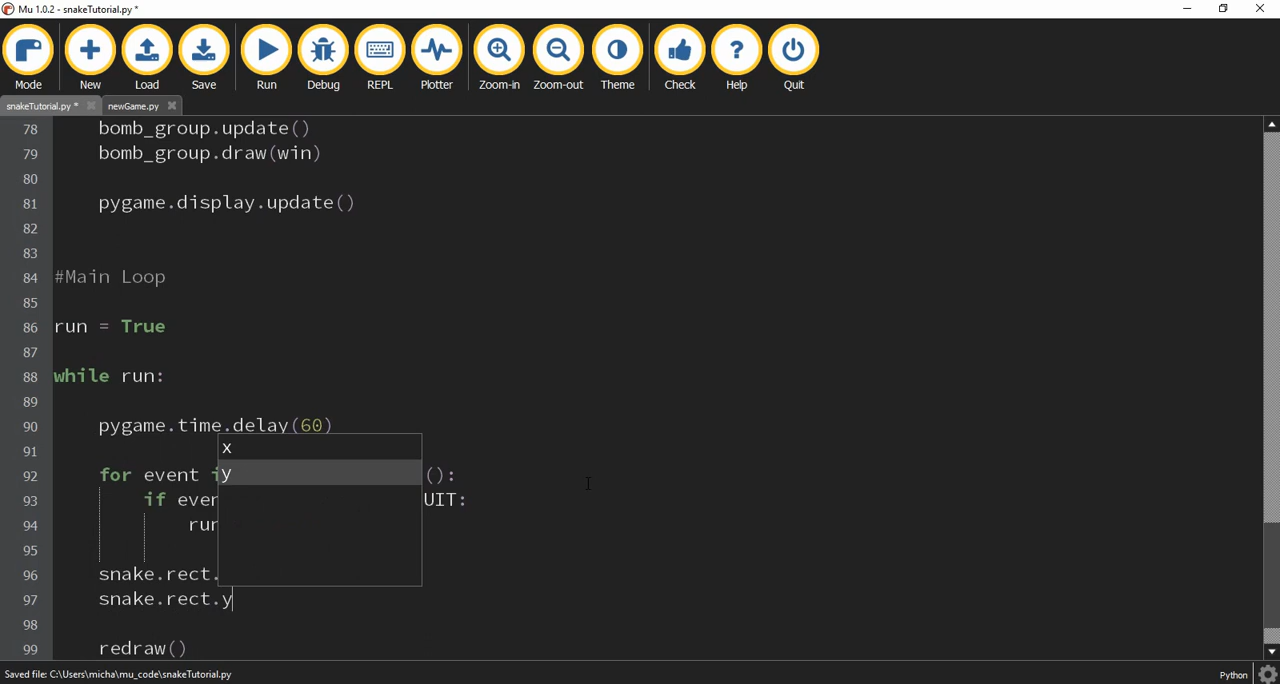 Mu 1.0.2 - snakeTutorial.py *
Mode New Load Save Run Debug REPL Plotter Zoom-in Zoom-out Theme Check Help Quit
snakeTutorial.py * newGame.py
78 bomb_group.update()
79 bomb_group.draw(win)
80
81 pygame.display.update()
82
83
84 #Main Loop
85
86 run = True
87
88 while run:
89
90 pygame.time.delay(60)
91 x
92 for event i y ():
93 if even UIT:
94 run
95
96 snake.rect.
97 snake.rect.y
98
99 redraw()
Saved file: C:\Users\micha\mu_code\snakeTutorial.py Python